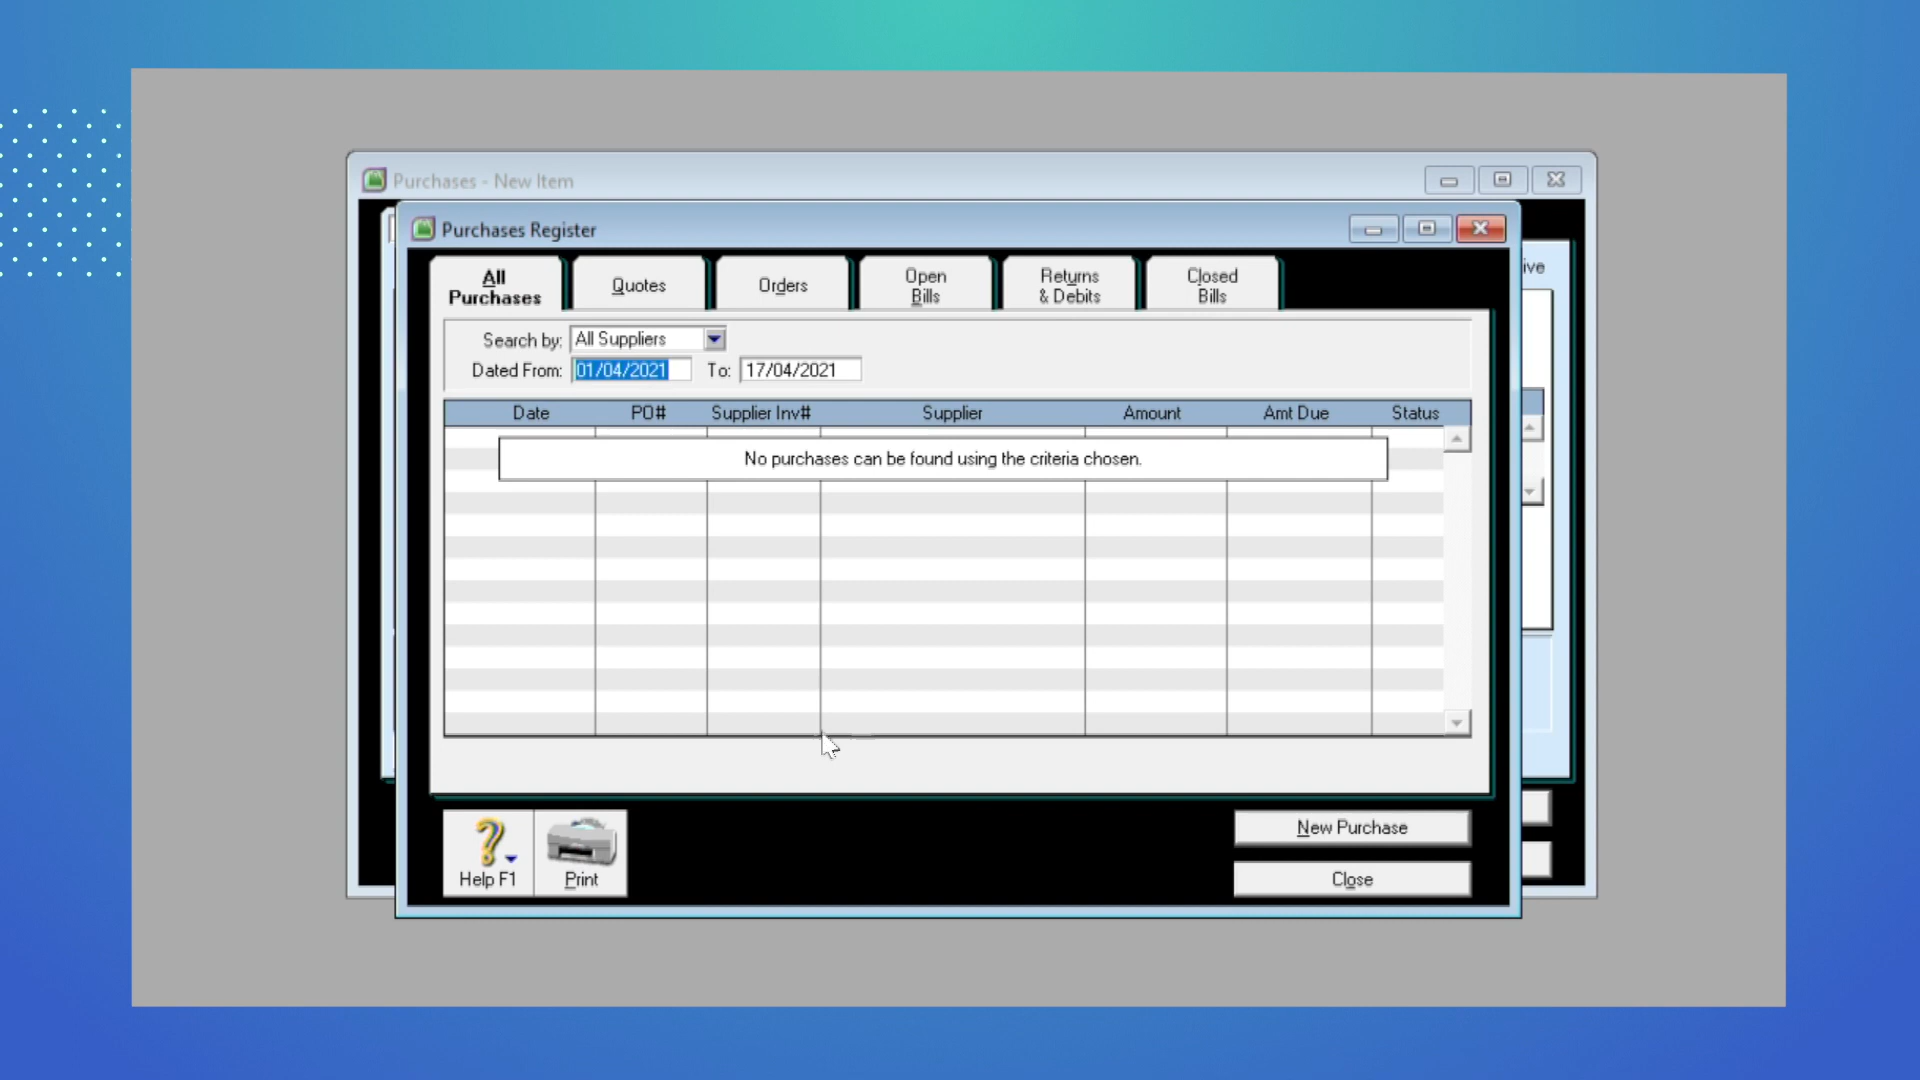 Purchases - New Item
Purchases Register
All Purchases
Quotes
Orders
Open Bills
Returns & Debits
Closed Bills
ive
Search by: All Suppliers
Dated From: 01/04/2021 To: 17/04/2021
Date PO# Supplier Inv# Supplier Amount Amt Due Status
No purchases can be found using the criteria chosen.
New Purchase
Help F1 Print Close